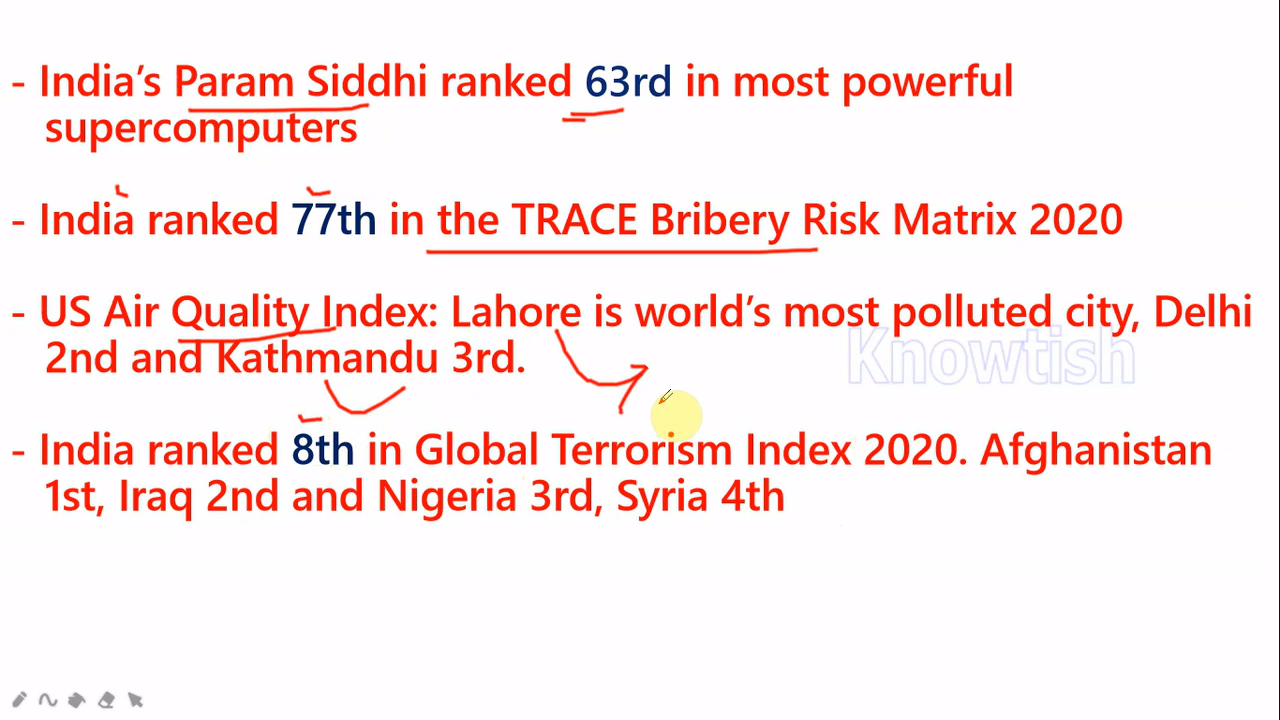 - India’s Param Siddhi ranked 63rd in most powerful
supercomputers
- India ranked 77th in the TRACE Bribery Risk Matrix 2020
- US Air Quality Index: Lahore is world’s most polluted city, Delhi
2nd and Kathmandu 3rd.
Knowtish
- India ranked 8th in Global Terrorism Index 2020. Afghanistan
1st, Iraq 2nd and Nigeria 3rd, Syria 4th